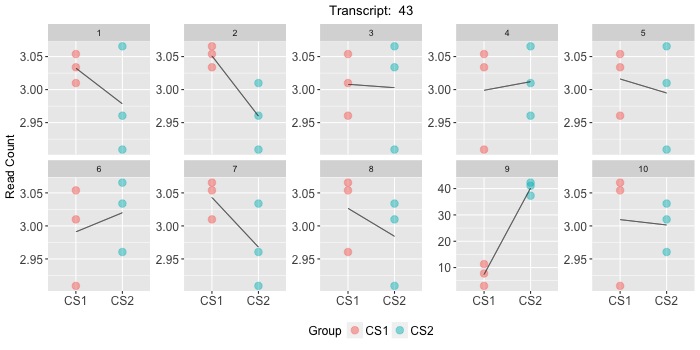 Transcript:  43
1 2 3 4 5
3.05 3.05 3.05 3.05 3.05
3.00 3.00 3.00 3.00 3.00
2.95 2.95 2.95 2.95 2.95
Read Count
6 7 8 9 10
3.05 3.05 3.05 40 3.05
30
3.00 3.00 3.00 20 3.00
2.95 2.95 2.95 10 2.95
CS1 CS2 CS1 CS2 CS1 CS2 CS1 CS2 CS1 CS2
Group CS1 CS2